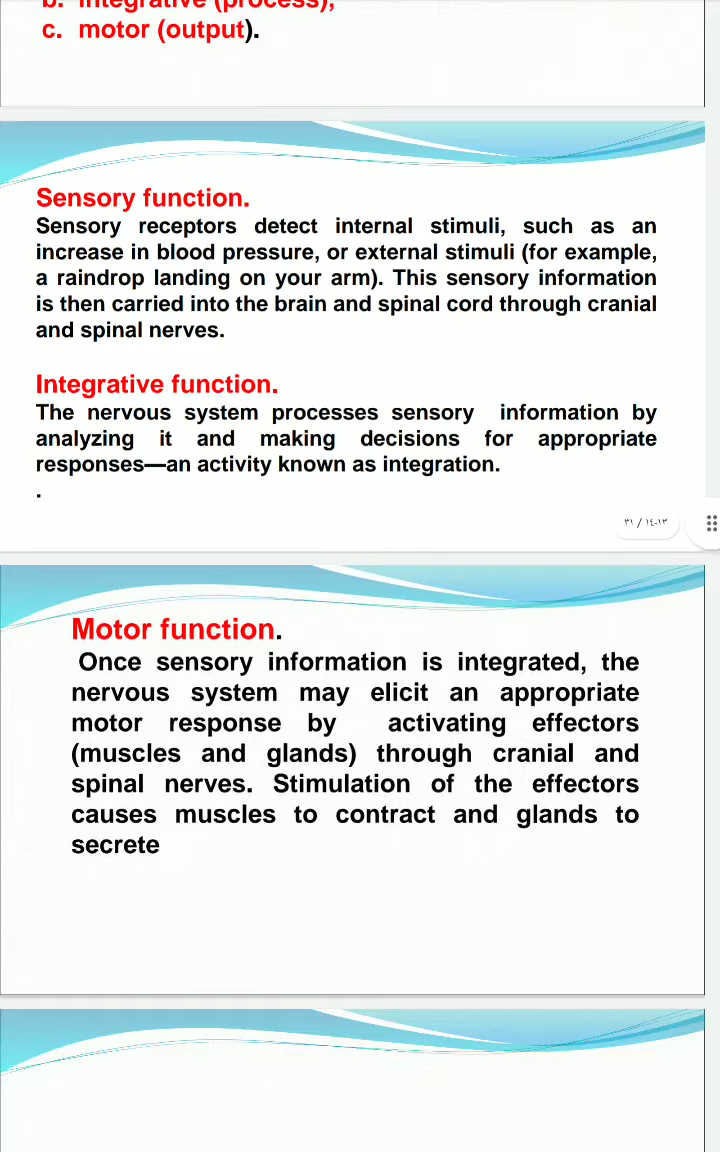 b. integrative (process),
c. motor (output).
Sensory function.
Sensory receptors detect internal stimuli, such as an
increase in blood pressure, or external stimuli (for example,
a raindrop landing on your arm). This sensory information
is then carried into the brain and spinal cord through cranial
and spinal nerves.
Integrative function.
The nervous system processes sensory information by
analyzing it and making decisions for appropriate
responses—an activity known as integration.
.
٣١ / ١٤-١٣
Motor function.
Once sensory information is integrated, the
nervous system may elicit an appropriate
motor response by activating effectors
(muscles and glands) through cranial and
spinal nerves. Stimulation of the effectors
causes muscles to contract and glands to
secrete